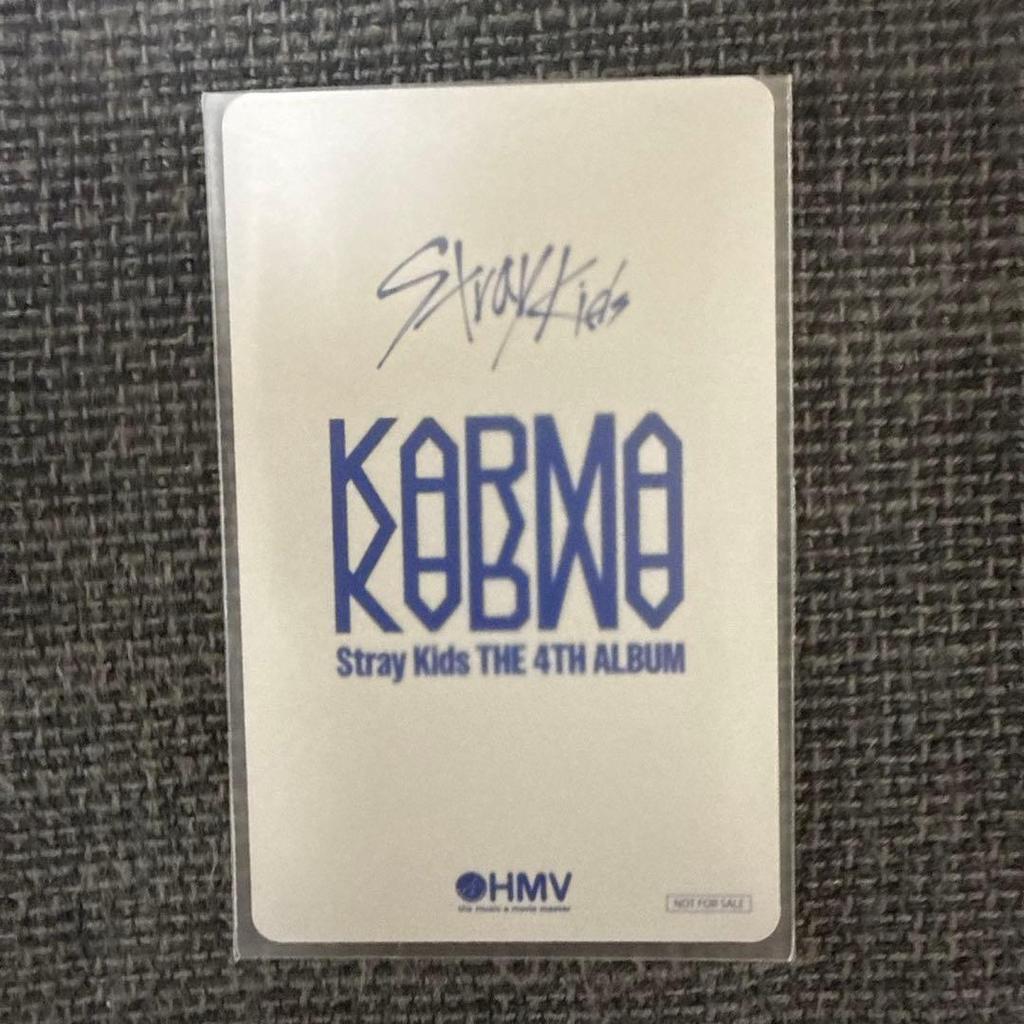 Stray Kids
KARMA
Stray Kids THE 4TH ALBUM
HMV
the music & movie master
NOT FOR SALE